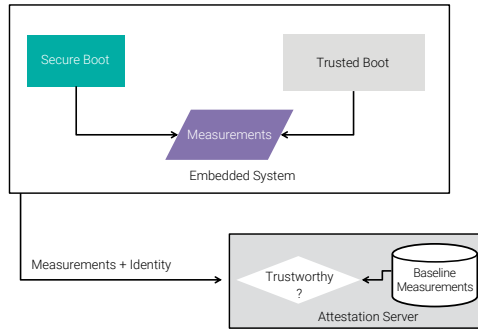 Secure Boot
Trusted Boot
Measurements
Embedded System
Measurements + Identity
Trustworthy
?
Baseline
Measurements
Attestation Server